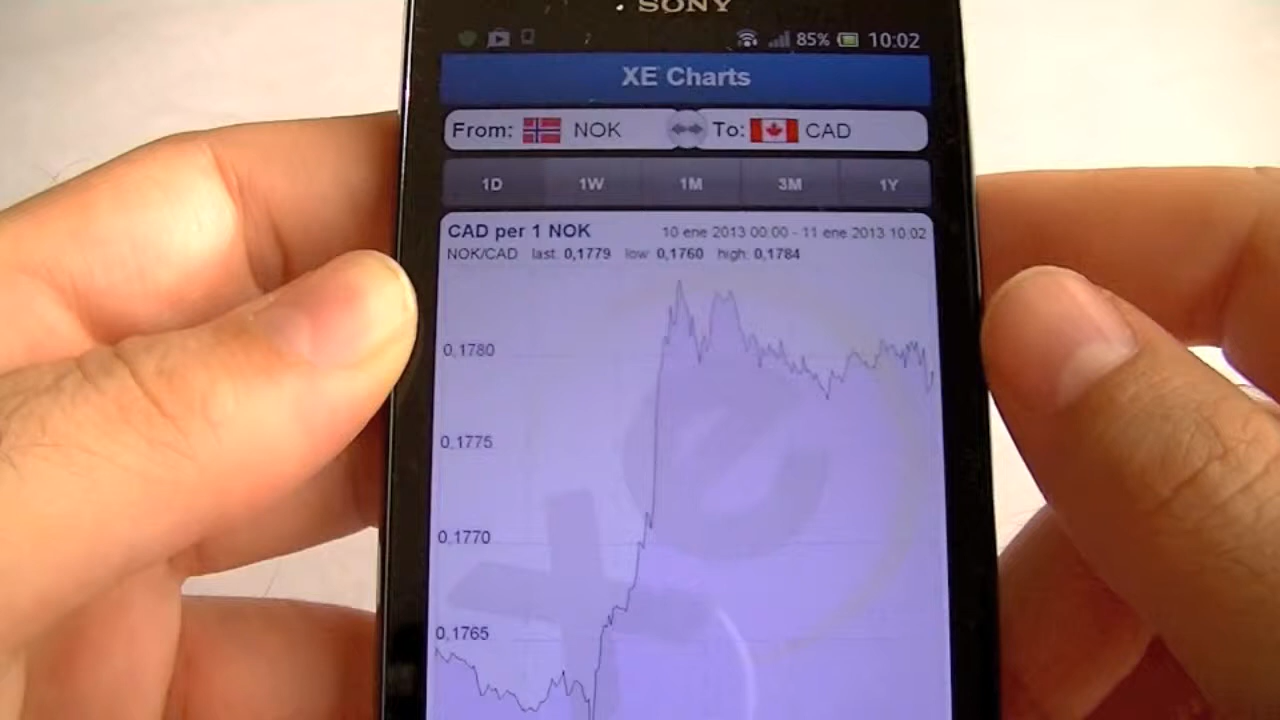 SONY
85% 10:02
XE Charts
From: NOK To: CAD
1D 1W 1M 3M 1Y
CAD per 1 NOK 10 ene 2013 00:00 - 11 ene 2013 10:02
NOK/CAD last: 0,1779 low: 0,1760 high: 0,1784
0,1780
0,1775
0,1770
0,1765